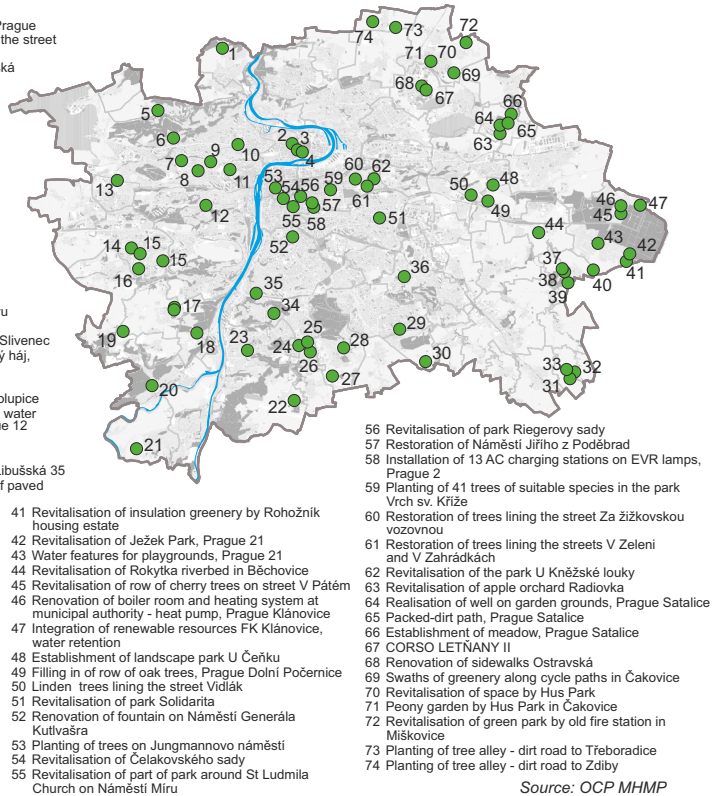 Prague
the street
ská
ru
Slivenec
ý háj,
olupice
water
ue 12
Libušská 35
of paved
1
2
3
4
5
6
7
8
9
10
11
12
13
14
15
15
16
17
18
19
20
21
22
23
24
25
26
27
28
29
30
31
32
33
34
35
36
37
38
39
40
41
42
43
44
45
46
47
48
49
50
51
52
53
54
55
56
57
58
59
60
61
62
63
64
65
66
67
68
69
70
71
72
73
74
41 Revitalisation of insulation greenery by Rohožník
housing estate
42 Revitalisation of Ježek Park, Prague 21
43 Water features for playgrounds, Prague 21
44 Revitalisation of Rokytka riverbed in Běchovice
45 Revitalisation of row of cherry trees on street V Pátém
46 Renovation of boiler room and heating system at
municipal authority - heat pump, Prague Klánovice
47 Integration of renewable resources FK Klánovice,
water retention
48 Establishment of landscape park U Čeňku
49 Filling in of row of oak trees, Prague Dolní Počernice
50 Linden trees lining the street Vidlák
51 Revitalisation of park Solidarita
52 Renovation of fountain on Náměstí Generála
Kutlvašra
53 Planting of trees on Jungmannovo náměstí
54 Revitalisation of Čelakovského sady
55 Revitalisation of part of park around St Ludmila
Church on Náměstí Míru
56 Revitalisation of park Riegerovy sady
57 Restoration of Náměstí Jiřího z Poděbrad
58 Installation of 13 AC charging stations on EVR lamps,
Prague 2
59 Planting of 41 trees of suitable species in the park
Vrch sv. Kříže
60 Restoration of trees lining the street Za žižkovskou
vozovnou
61 Restoration of trees lining the streets V Zeleni
and V Zahrádkách
62 Revitalisation of the park U Kněžské louky
63 Revitalisation of apple orchard Radiovka
64 Realisation of well on garden grounds, Prague Satalice
65 Packed-dirt path, Prague Satalice
66 Establishment of meadow, Prague Satalice
67 CORSO LETŇANY II
68 Renovation of sidewalks Ostravská
69 Swaths of greenery along cycle paths in Čakovice
70 Revitalisation of space by Hus Park
71 Peony garden by Hus Park in Čakovice
72 Revitalisation of green park by old fire station in
Miškovice
73 Planting of tree alley - dirt road to Třeboradice
74 Planting of tree alley - dirt road to Zdiby
Source: OCP MHMP